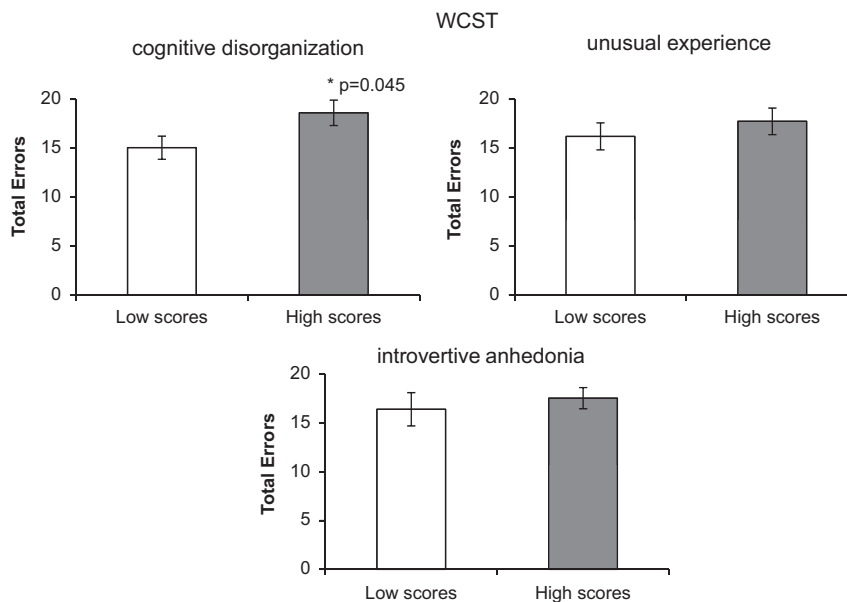 WCST
cognitive disorganization
* p=0.045
Total Errors
20
15
10
5
0
Low scores High scores
unusual experience
Total Errors
20
15
10
5
0
Low scores High scores
introvertive anhedonia
Total Errors
20
15
10
5
0
Low scores High scores